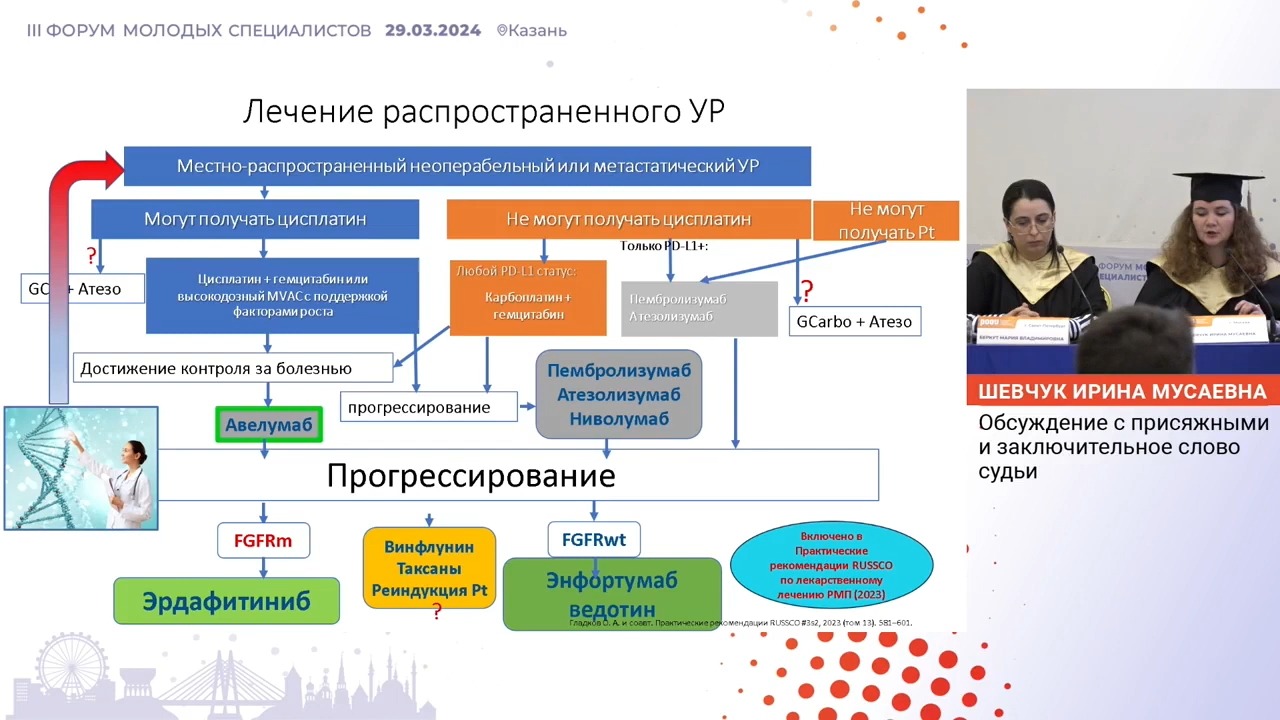 III ФОРУМ МОЛОДЫХ СПЕЦИАЛИСТОВ 29.03.2024 Казань
Лечение распространенного УР
Местно-распространенный неоперабельный или метастатический УР
Могут получать цисплатин
Не могут получать цисплатин
Не могут
получать Pt
Только PD-L1+:
?
GC + Атезо
Цисплатин + гемцитабин или
высокодозный MVAC с поддержкой
факторами роста
Любой PD-L1 статус:
Карбоплатин +
гемцитабин
Пембролизумаб
Атезолизумаб
?
GCarbo + Атезо
Достижение контроля за болезнью
прогрессирование
Пембролизумаб
Атезолизумаб
Ниволумаб
Авелумаб
Прогрессирование
FGFRm
Эрдафитиниб
Винфлунин
Таксаны
Реиндукция Pt
?
FGFRwt
Энфортумаб
ведотин
Включено в
Практические
рекомендации RUSSCO
по лекарственному
лечению РМП (2023)
Гладков О. А. и соавт. Практические рекомендации RUSSCO #3s2, 2023 (том 13). 581–601.
БЕРКУТ МАРИЯ ВЛАДИМИРОВНА
ШЕВЧУК ИРИНА МУСАЕВНА
Обсуждение с присяжными
и заключительное слово
судьи